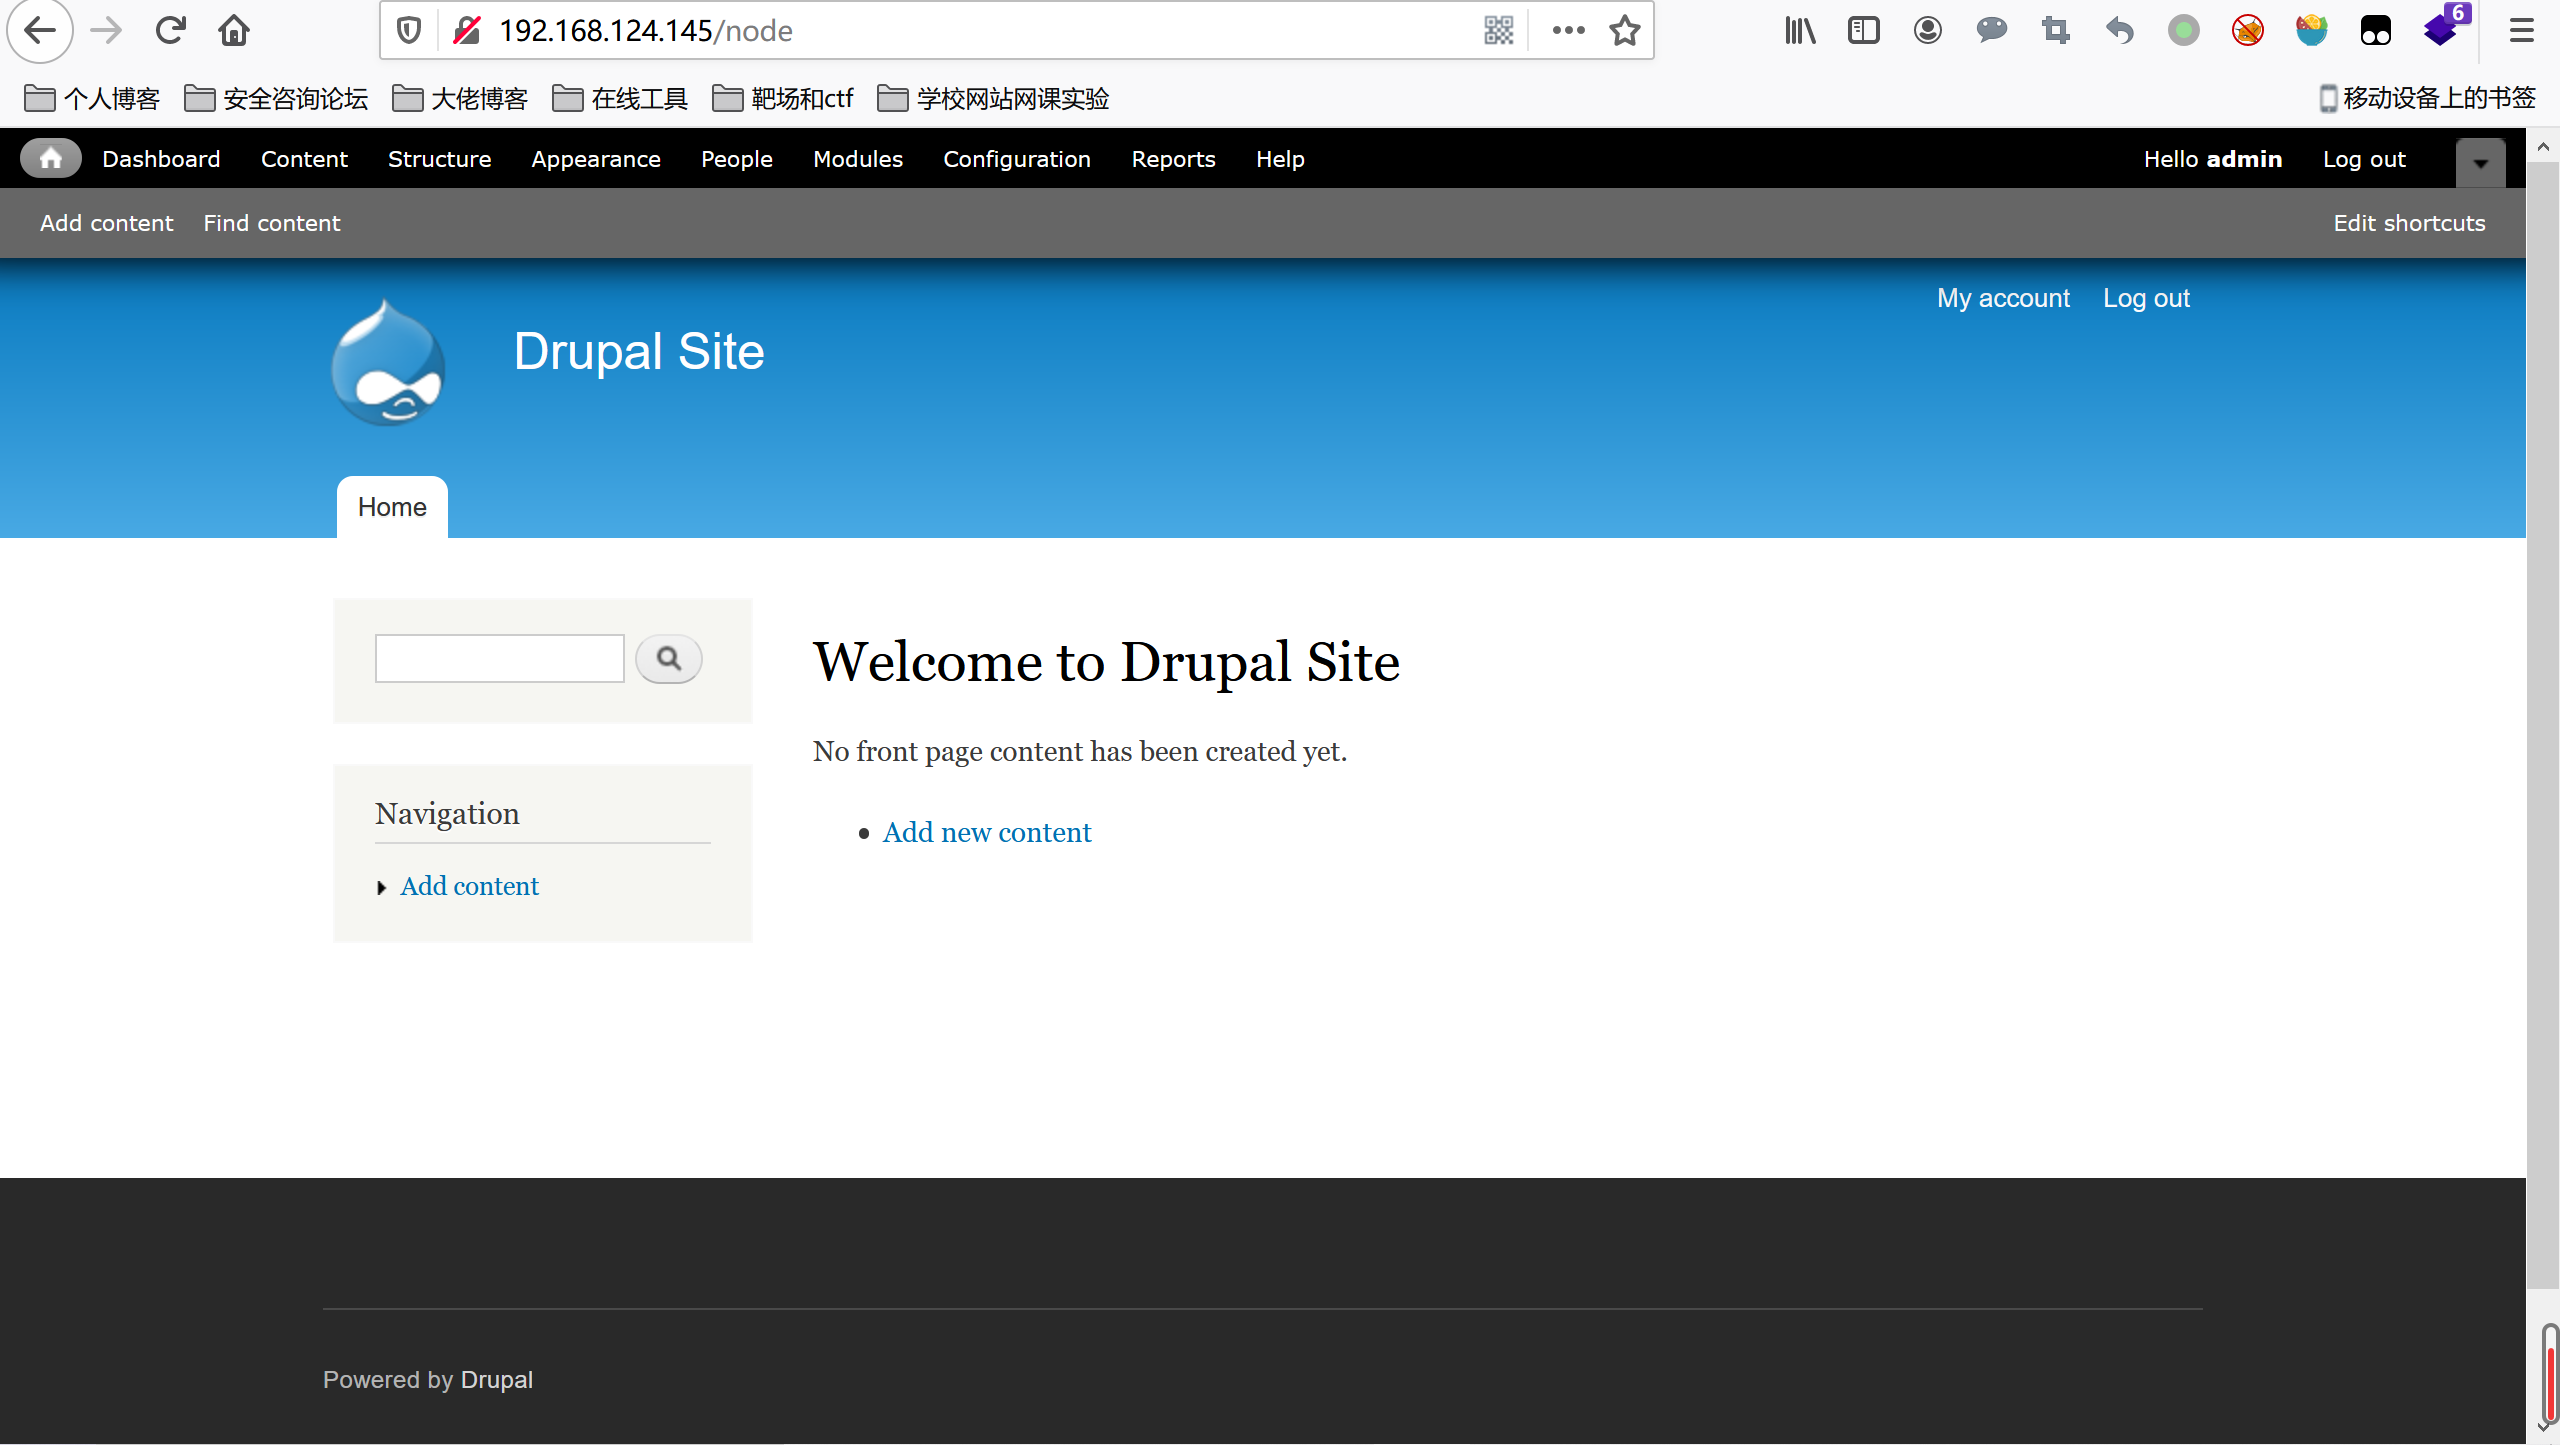 192.168.124.145/node
6
个人博客 安全咨询论坛 大佬博客 在线工具 靶场和ctf 学校网站网课实验 移动设备上的书签
Dashboard Content Structure Appearance People Modules Configuration Reports Help Hello admin Log out
Add content Find content Edit shortcuts
My account Log out
Drupal Site
Home
Welcome to Drupal Site
No front page content has been created yet.
Add new content
Navigation
Add content
Powered by Drupal